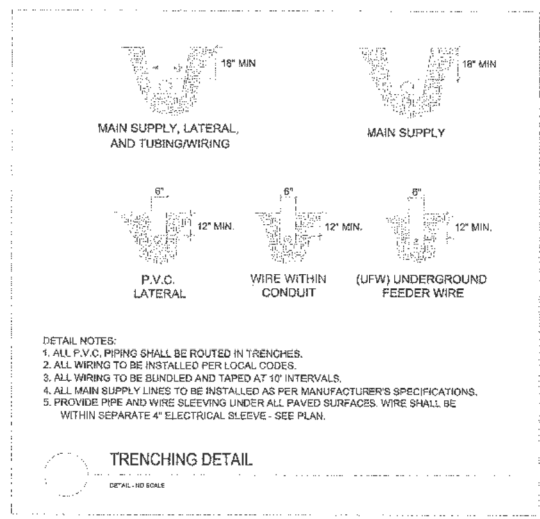 18" MIN
18" MIN
MAIN SUPPLY, LATERAL,
AND TUBING/WIRING
MAIN SUPPLY
6"
6"
6"
12" MIN.
12" MIN.
12" MIN.
P.V.C.
LATERAL
WIRE WITHIN
CONDUIT
(UFW) UNDERGROUND
FEEDER WIRE
DETAIL NOTES:
1. ALL P.V.C. PIPING SHALL BE ROUTED IN TRENCHES.
2. ALL WIRING TO BE INSTALLED PER LOCAL CODES.
3. ALL WIRING TO BE BUNDLED AND TAPED AT 10' INTERVALS.
4. ALL MAIN SUPPLY LINES TO BE INSTALLED AS PER MANUFACTURER'S SPECIFICATIONS.
5. PROVIDE PIPE AND WIRE SLEEVING UNDER ALL PAVED SURFACES. WIRE SHALL BE
WITHIN SEPARATE 4" ELECTRICAL SLEEVE - SEE PLAN.
TRENCHING DETAIL
DETAIL - NO SCALE